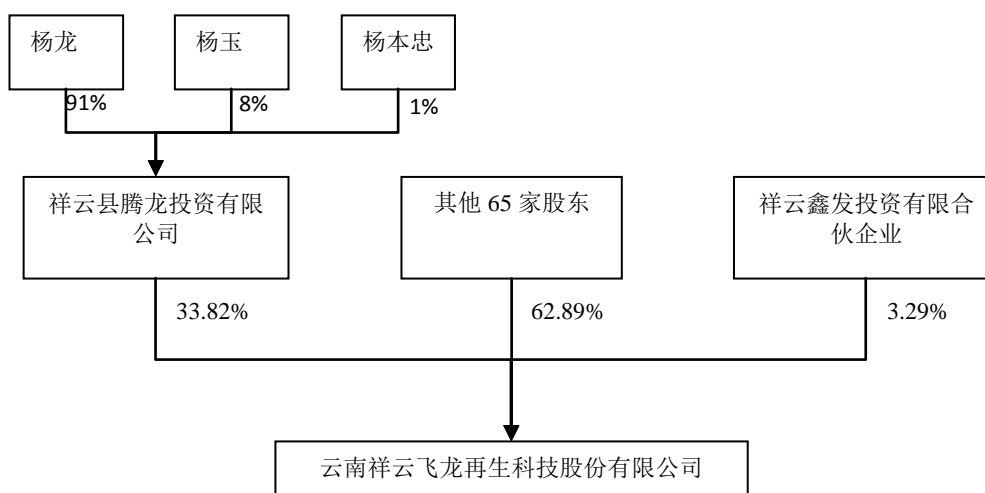 杨龙
杨玉
杨本忠
91%
8%
1%
祥云县腾龙投资有限
公司
其他 65 家股东
祥云鑫发投资有限合
伙企业
33.82%
62.89%
3.29%
云南祥云飞龙再生科技股份有限公司